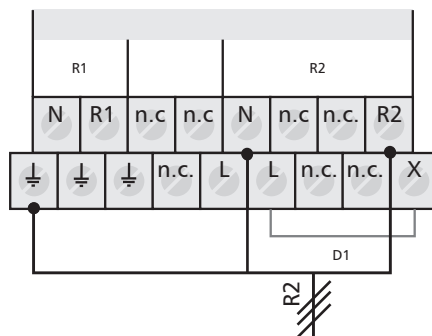 R1 R2
N R1 n.c n.c N n.c n.c. R2
n.c. L L n.c. n.c. X
D1
R2